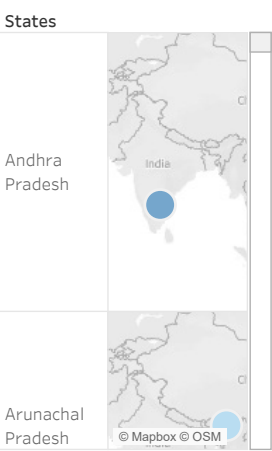 States
Andhra
Pradesh
India
Arunachal
Pradesh
© Mapbox © OSM